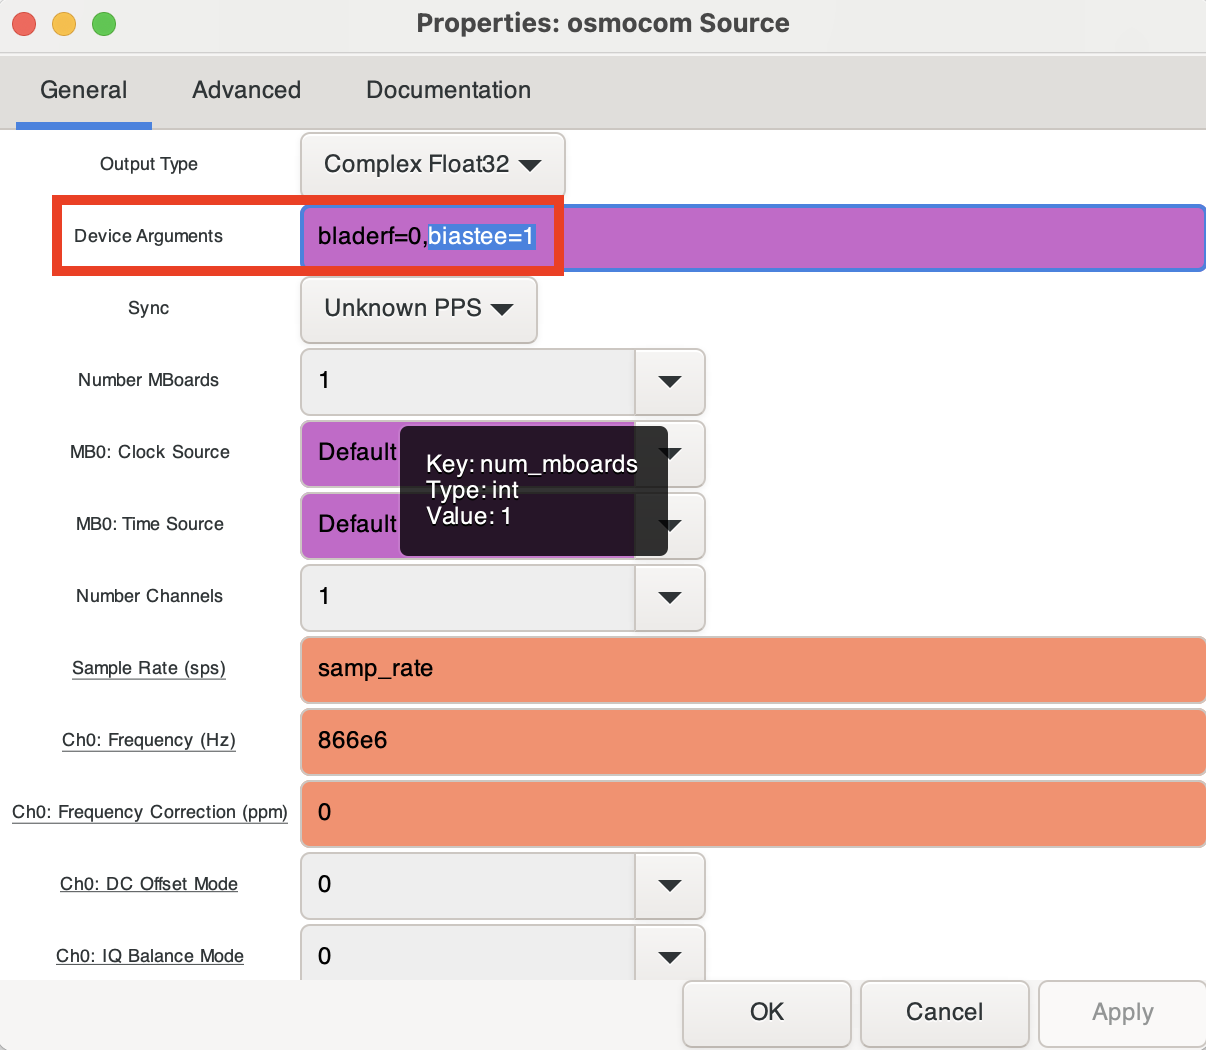 Properties: osmocom Source
General Advanced Documentation
Output Type Complex Float32
Device Arguments bladerf=0,biastee=1
Sync Unknown PPS
Number MBoards 1
MB0: Clock Source Default
Key: num_mboards
Type: int
Value: 1
MB0: Time Source Default
Number Channels 1
Sample Rate (sps) samp_rate
Ch0: Frequency (Hz) 866e6
Ch0: Frequency Correction (ppm) 0
Ch0: DC Offset Mode 0
Ch0: IQ Balance Mode 0
OK Cancel Apply